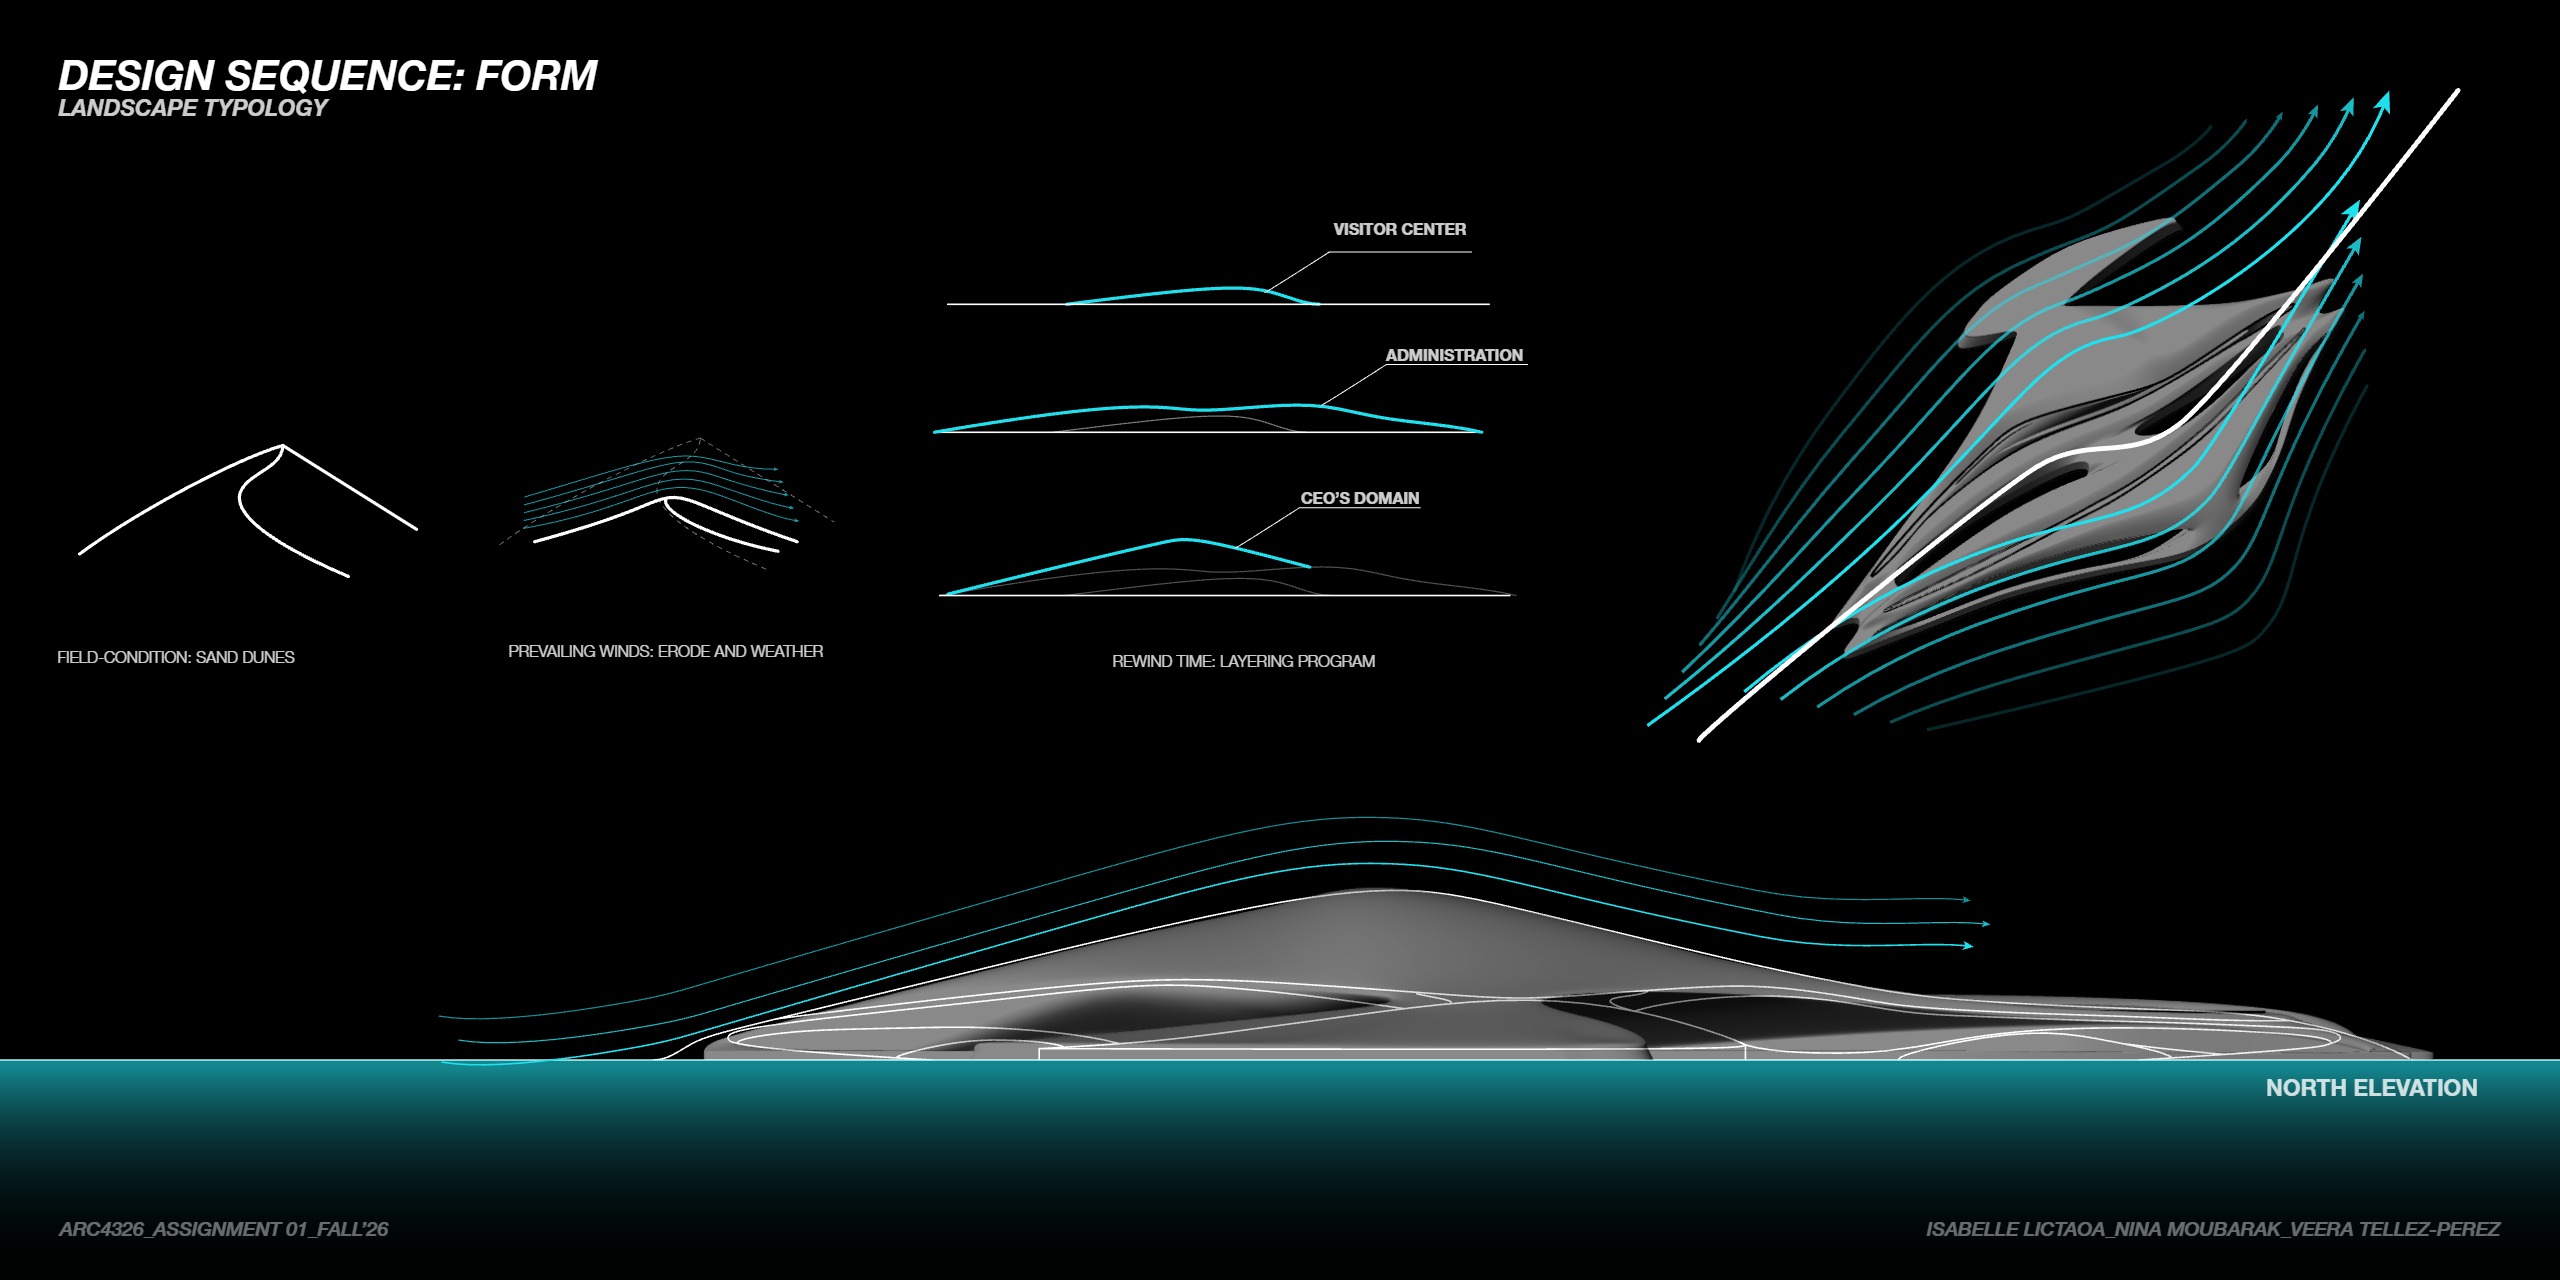 DESIGN SEQUENCE: FORM
LANDSCAPE TYPOLOGY
VISITOR CENTER
ADMINISTRATION
CEO'S DOMAIN
FIELD-CONDITION: SAND DUNES
PREVAILING WINDS: ERODE AND WEATHER
REWIND TIME: LAYERING PROGRAM
NORTH ELEVATION
ARC4326_ASSIGNMENT 01_FALL'26
ISABELLE LICTAOA_NINA MOUBARAK_VEERA TELLEZ-PEREZ